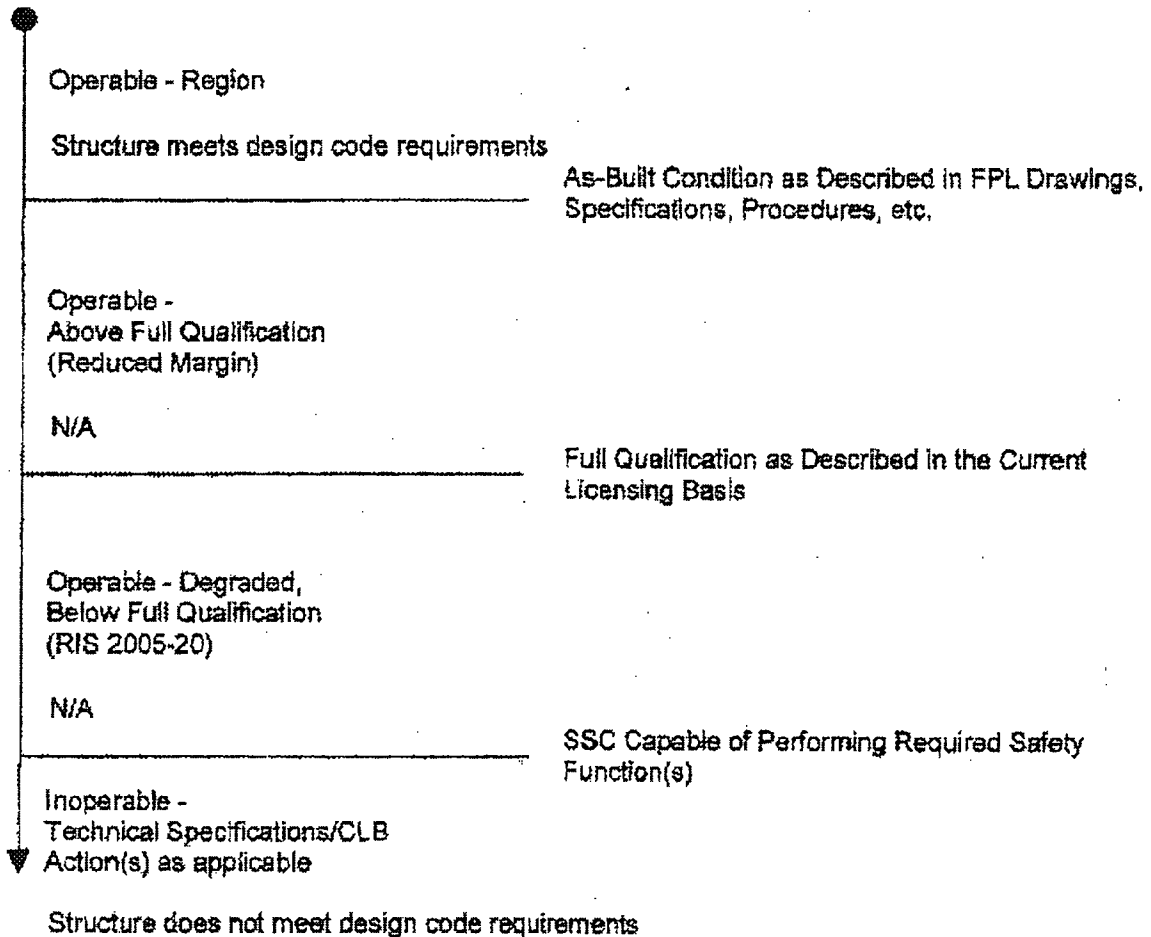 Operable - Region
Structure meets design code requirements
As-Built Condition as Described in FPL Drawings,
Specifications, Procedures, etc.
Operable -
Above Full Qualification
(Reduced Margin)
N/A
Full Qualification as Described in the Current
Licensing Basis
Operable - Degraded,
Below Full Qualification
(RIS 2005-20)
N/A
SSC Capable of Performing Required Safety
Function(s)
Inoperable -
Technical Specifications/CLB
Action(s) as applicable
Structure does not meet design code requirements